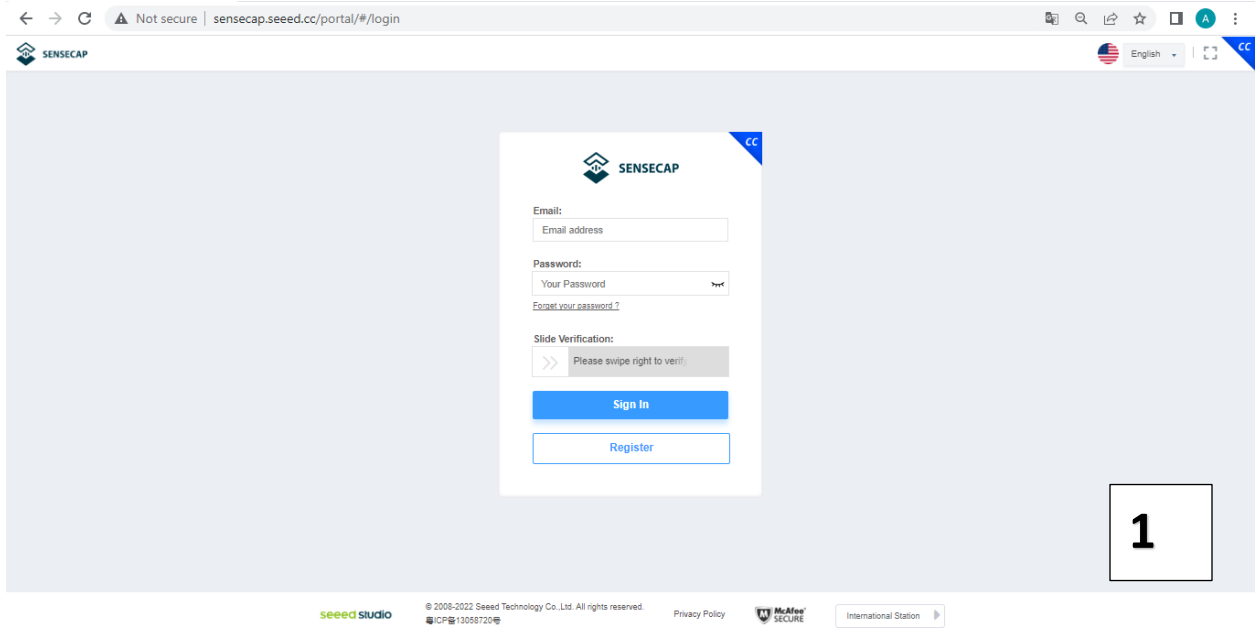 Not secure sensecap.seeed.cc/portal/#/login
A
SENSECAP
English
CC
CC
SENSECAP
Email:
Email address
Password:
Your Password
Forget your password ?
Slide Verification:
Please swipe right to verify
Sign In
Register
1
seeed studio
© 2008-2022 Seeed Technology Co.,Ltd. All rights reserved.
粤ICP备13058720号
Privacy Policy
McAfee
SECURE
International Station